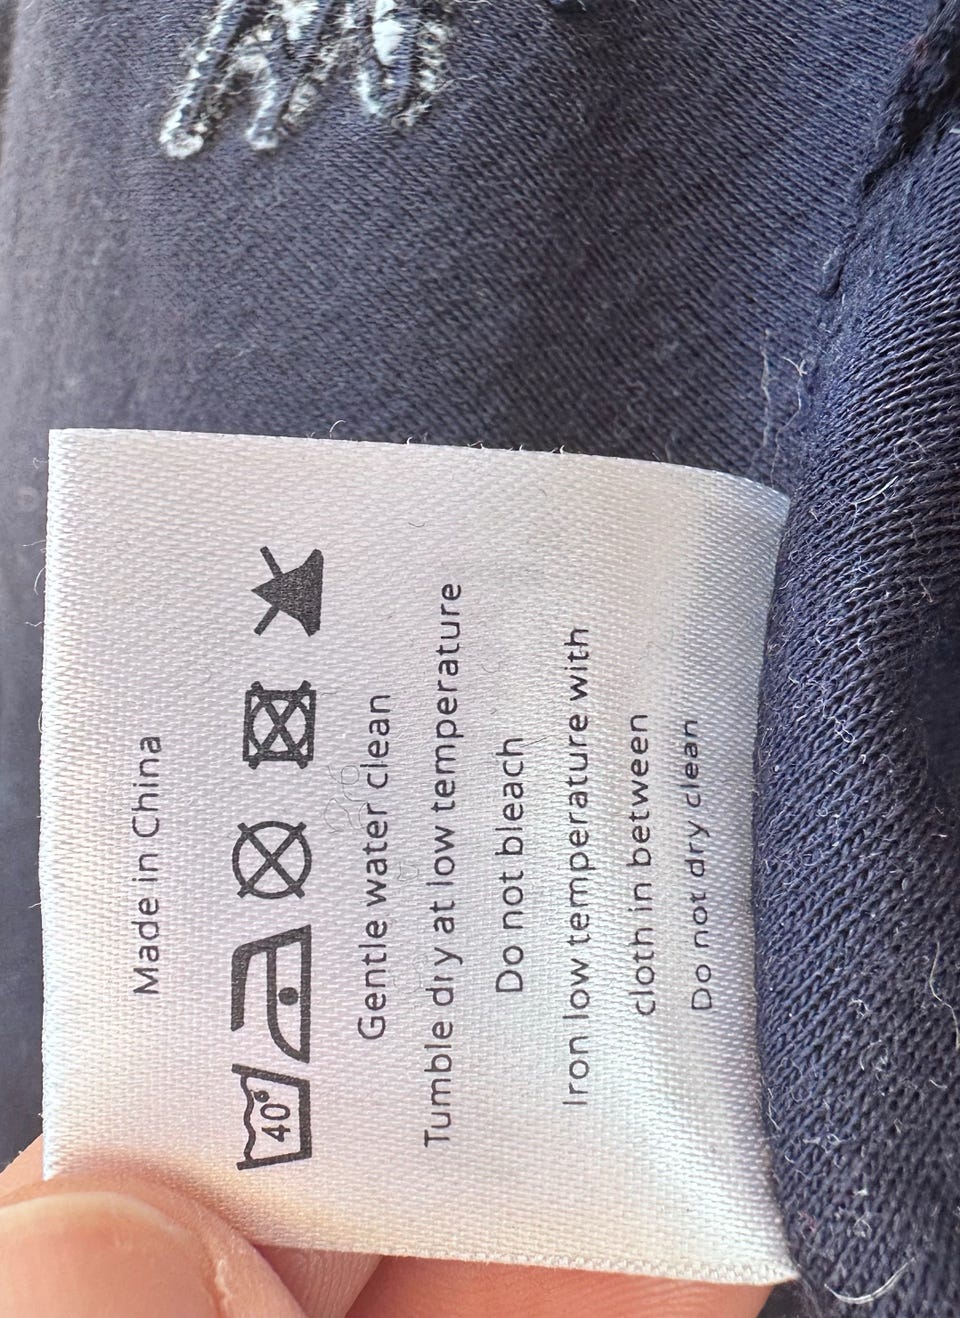 Made in China
40°
Gentle water clean
Tumble dry at low temperature
Do not bleach
Iron low temperature with
cloth in between
Do not dry clean